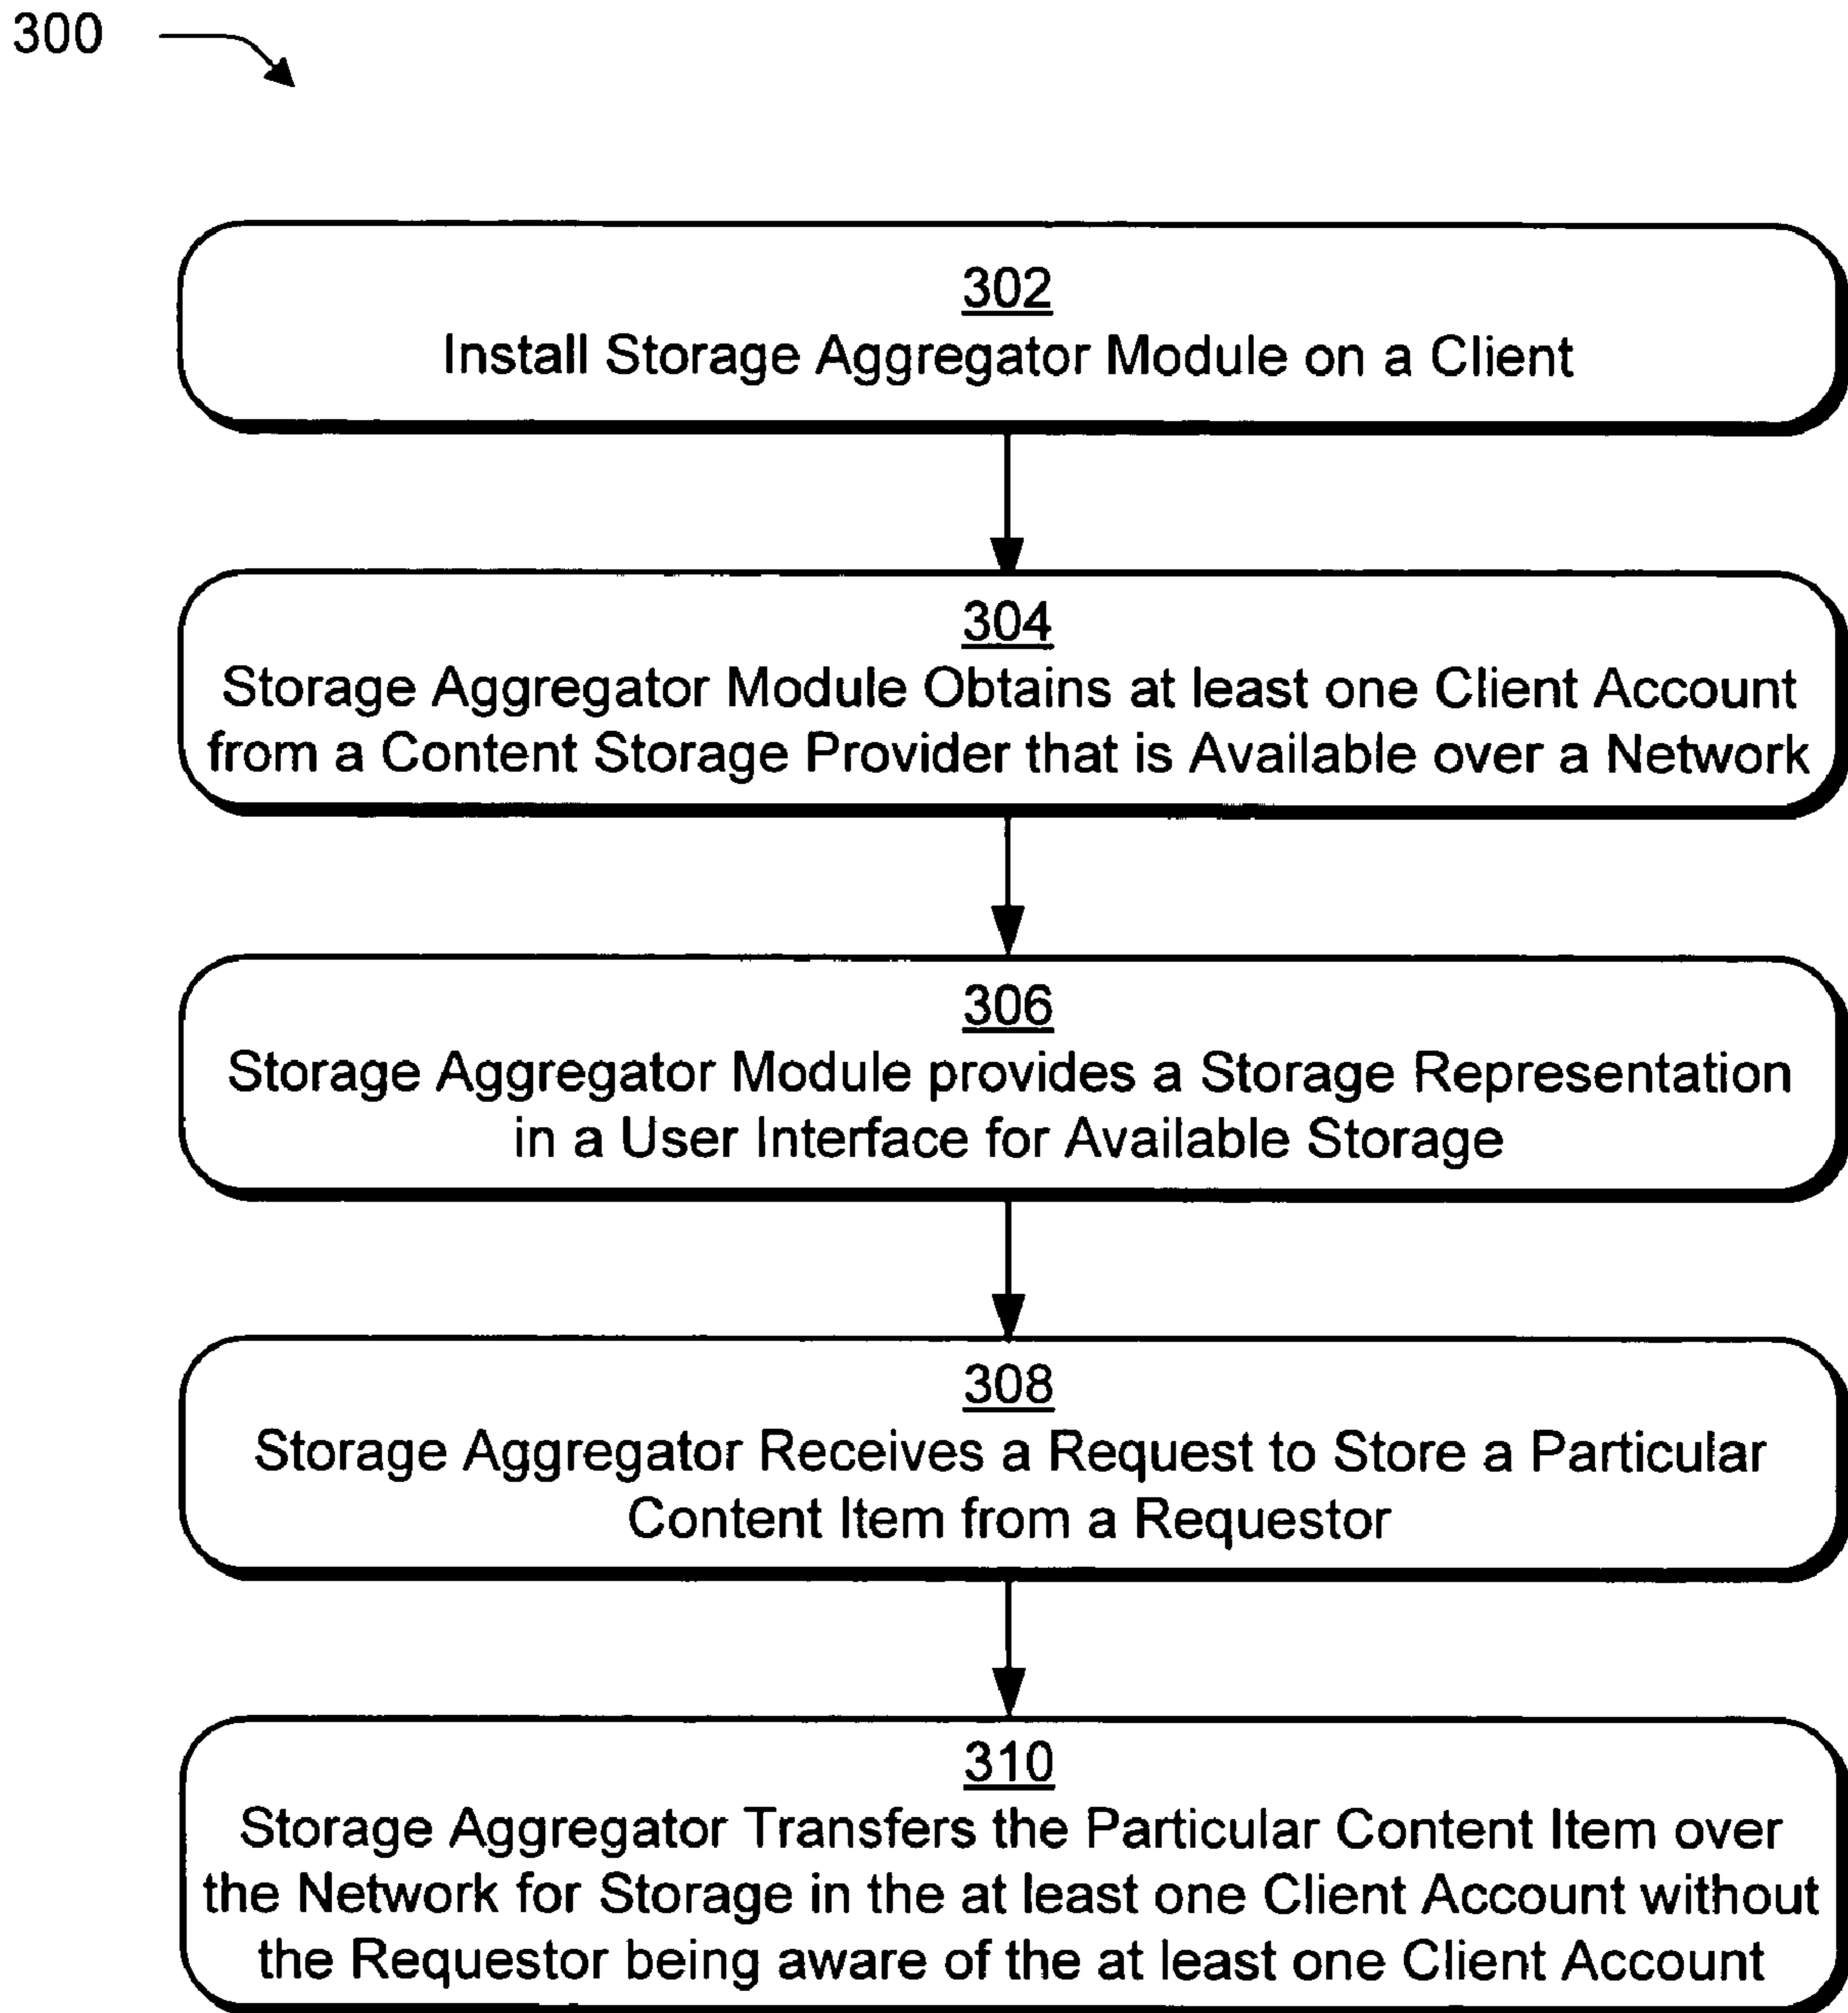 300
302
Install Storage Aggregator Module on a Client
304
Storage Aggregator Module Obtains at least one Client Account
from a Content Storage Provider that is Available over a Network
306
Storage Aggregator Module provides a Storage Representation
in a User Interface for Available Storage
308
Storage Aggregator Receives a Request to Store a Particular
Content Item from a Requestor
310
Storage Aggregator Transfers the Particular Content Item over
the Network for Storage in the at least one Client Account without
the Requestor being aware of the at least one Client Account